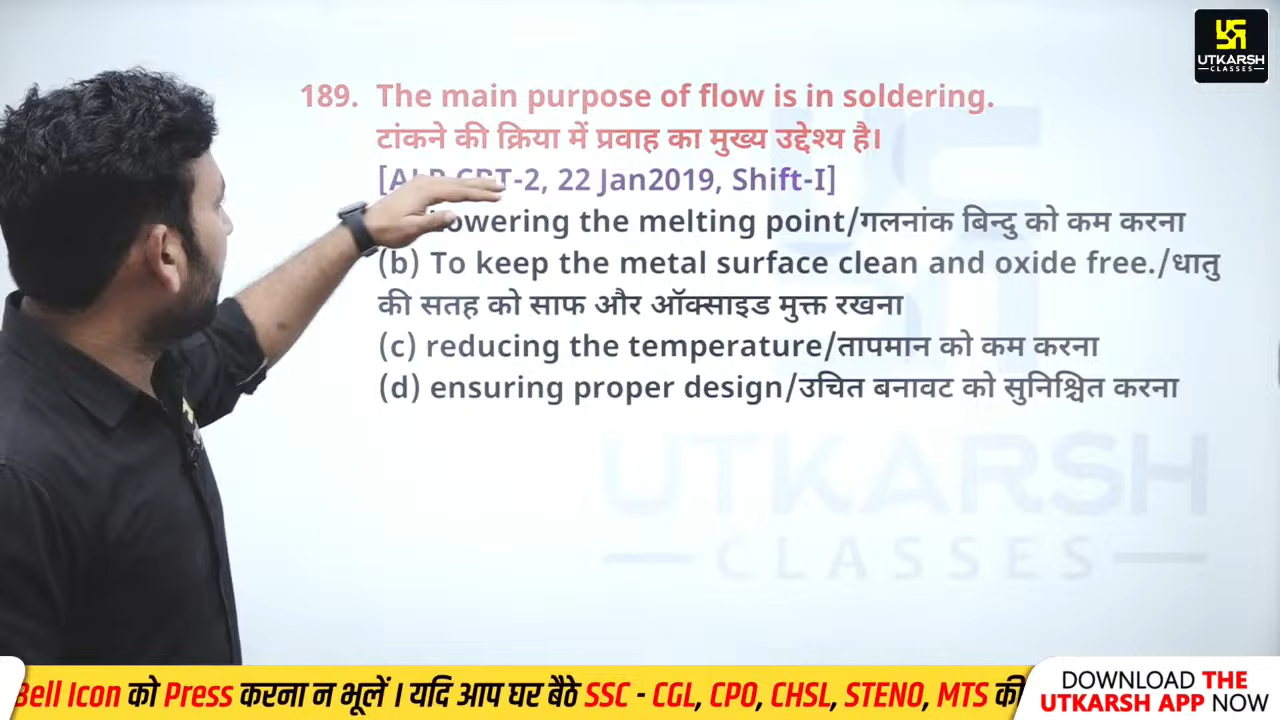 UTKARSH
CLASSES
189. The main purpose of flow is in soldering.
टांकने की क्रिया में प्रवाह का मुख्य उद्देश्य है।
-2, 22 Jan2019, Shift-I]
Lowering the melting point/गलनांक बिन्दु को कम करना
(b) To keep the metal surface clean and oxide free./धातु
की सतह को साफ और ऑक्साइड मुक्त रखना
(c) reducing the temperature/तापमान को कम करना
(d) ensuring proper design/उचित बनावट को सुनिश्चित करना
UTKARSH
CLASSES
Bell Icon को Press करना न भूलें । यदि आप घर बैठे SSC - CGL, CPO, CHSL, STENO, MTS की
DOWNLOAD THE
UTKARSH APP NOW